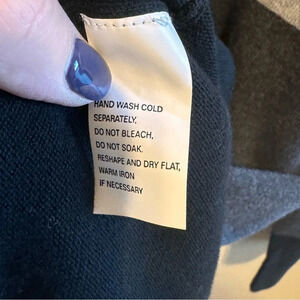 HAND WASH COLD
SEPARATELY,
DO NOT BLEACH,
DO NOT SOAK.
RESHAPE AND DRY FLAT,
WARM IRON
IF NECESSARY